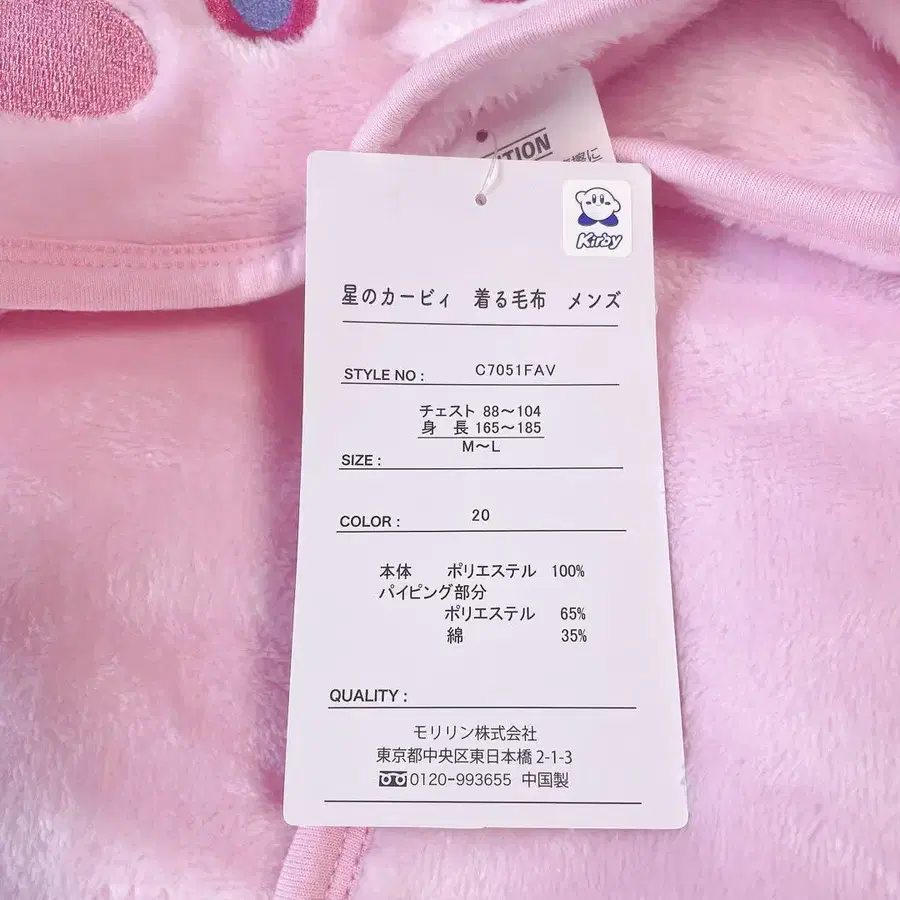 Kirby
星のカービィ 着る毛布 メンズ
STYLE NO : C7051FAV
チェスト 88〜104
身 長 165〜185
M〜L
SIZE :
COLOR : 20
本体 ポリエステル 100%
パイピング部分
ポリエステル 65%
綿 35%
QUALITY :
モリリン株式会社
東京都中央区東日本橋 2-1-3
0120-993655 中国製